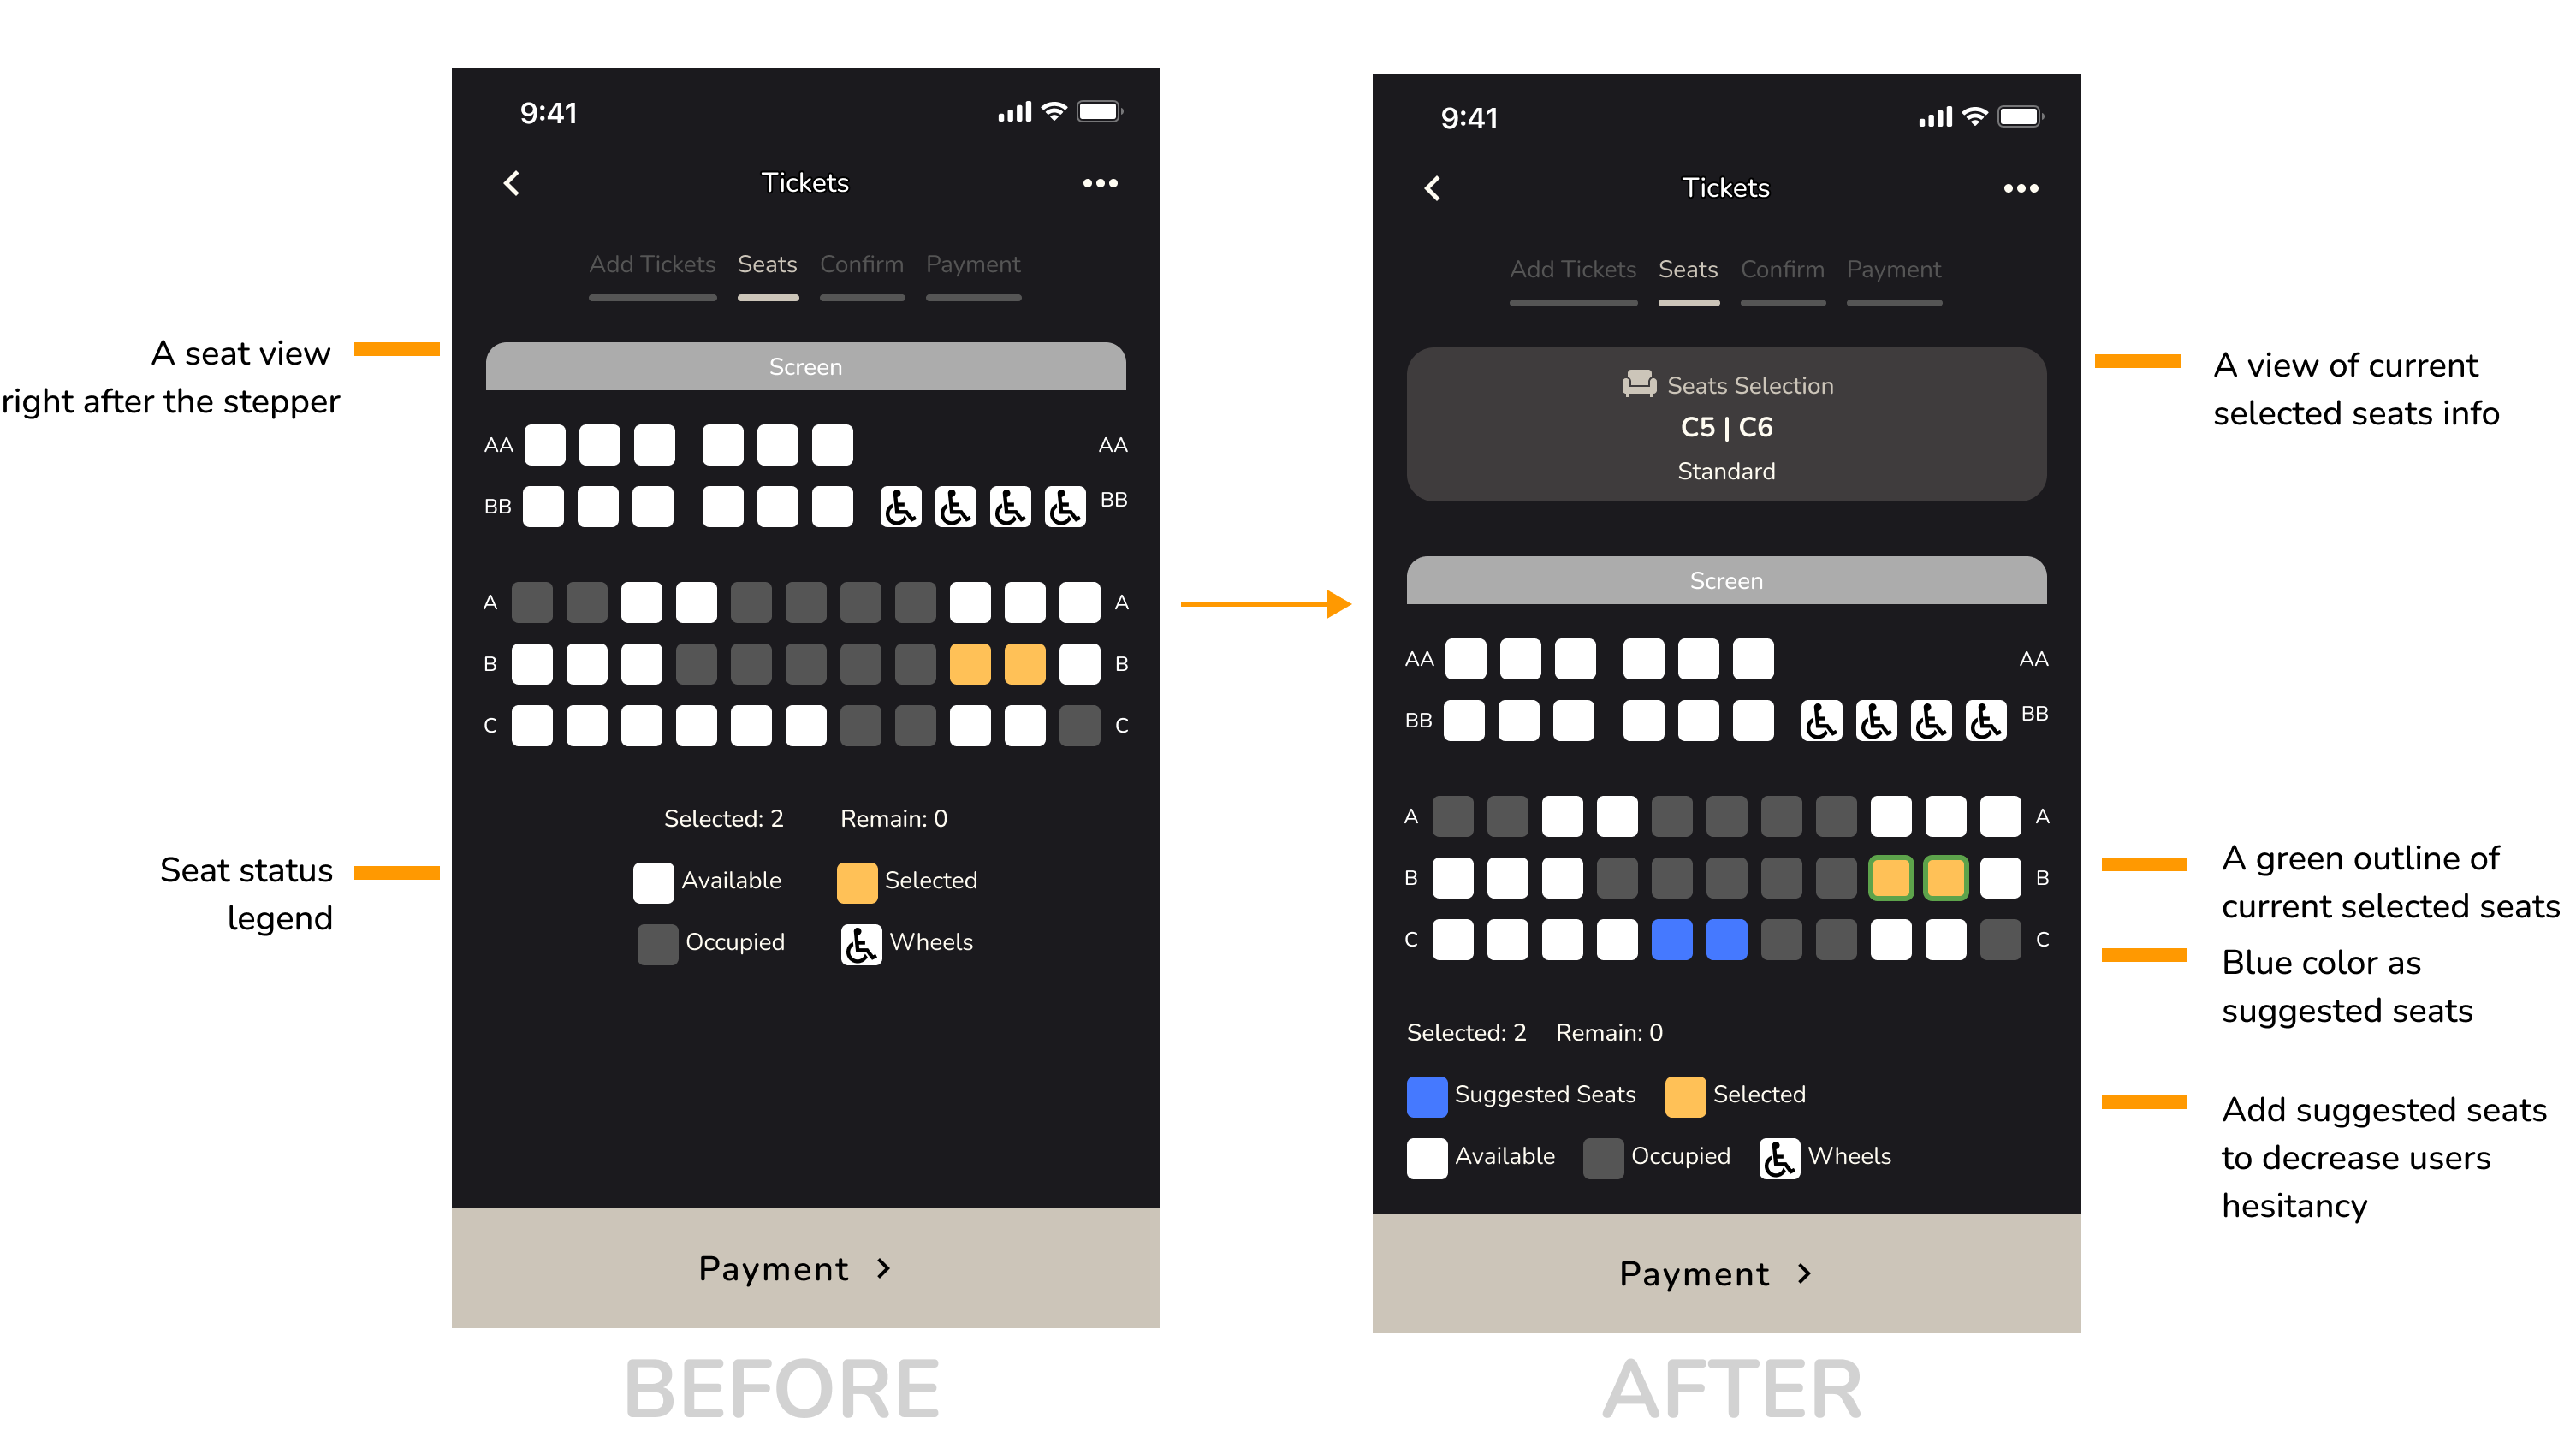 A seat view
right after the stepper
Seat status
legend
9:41
Tickets
Add Tickets Seats Confirm Payment
Screen
AA AA
BB BB
A A
B B
C C
Selected: 2 Remain: 0
Available Selected
Occupied Wheels
Payment
BEFORE
9:41
Tickets
Add Tickets Seats Confirm Payment
Seats Selection
C5 | C6
Standard
Screen
AA AA
BB BB
A A
B B
C C
Selected: 2 Remain: 0
Suggested Seats Selected
Available Occupied Wheels
Payment
AFTER
A view of current
selected seats info
A green outline of
current selected seats
Blue color as
suggested seats
Add suggested seats
to decrease users
hesitancy